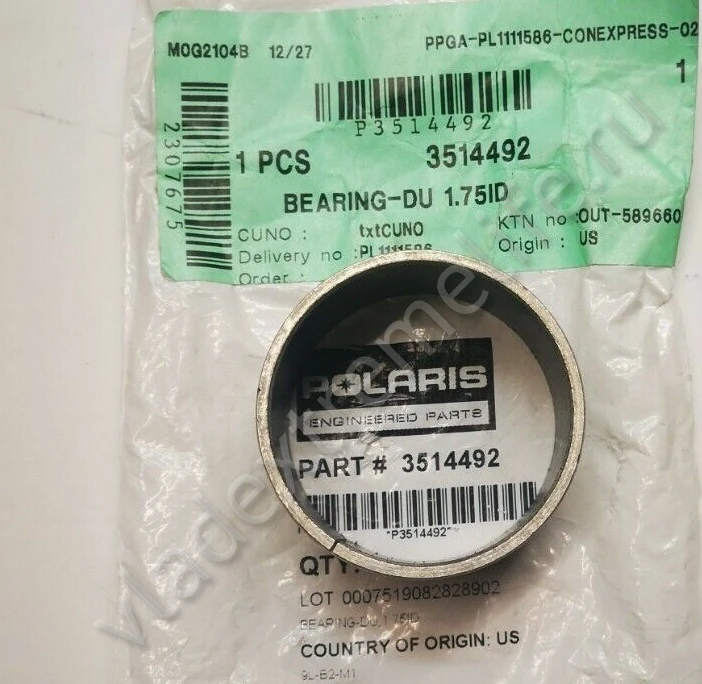 MOG2104B 12/27
PPGA-PL1111586-CONEXPRESS-02
1
P3514492
2307675
1 PCS 3514492
BEARING-DU 1.75ID
CUNO : txtCUNO
KTN no :OUT-589660
Delivery no :PL1111586
Origin : US
Order :
POLARIS
ENGINEERED PARTS
PART # 3514492
"P3514492"
QTY:
LOT 0007519082828902
BEARING-DU,1.75ID
COUNTRY OF ORIGIN: US
9L-B2-M1
vladextremelife.ru